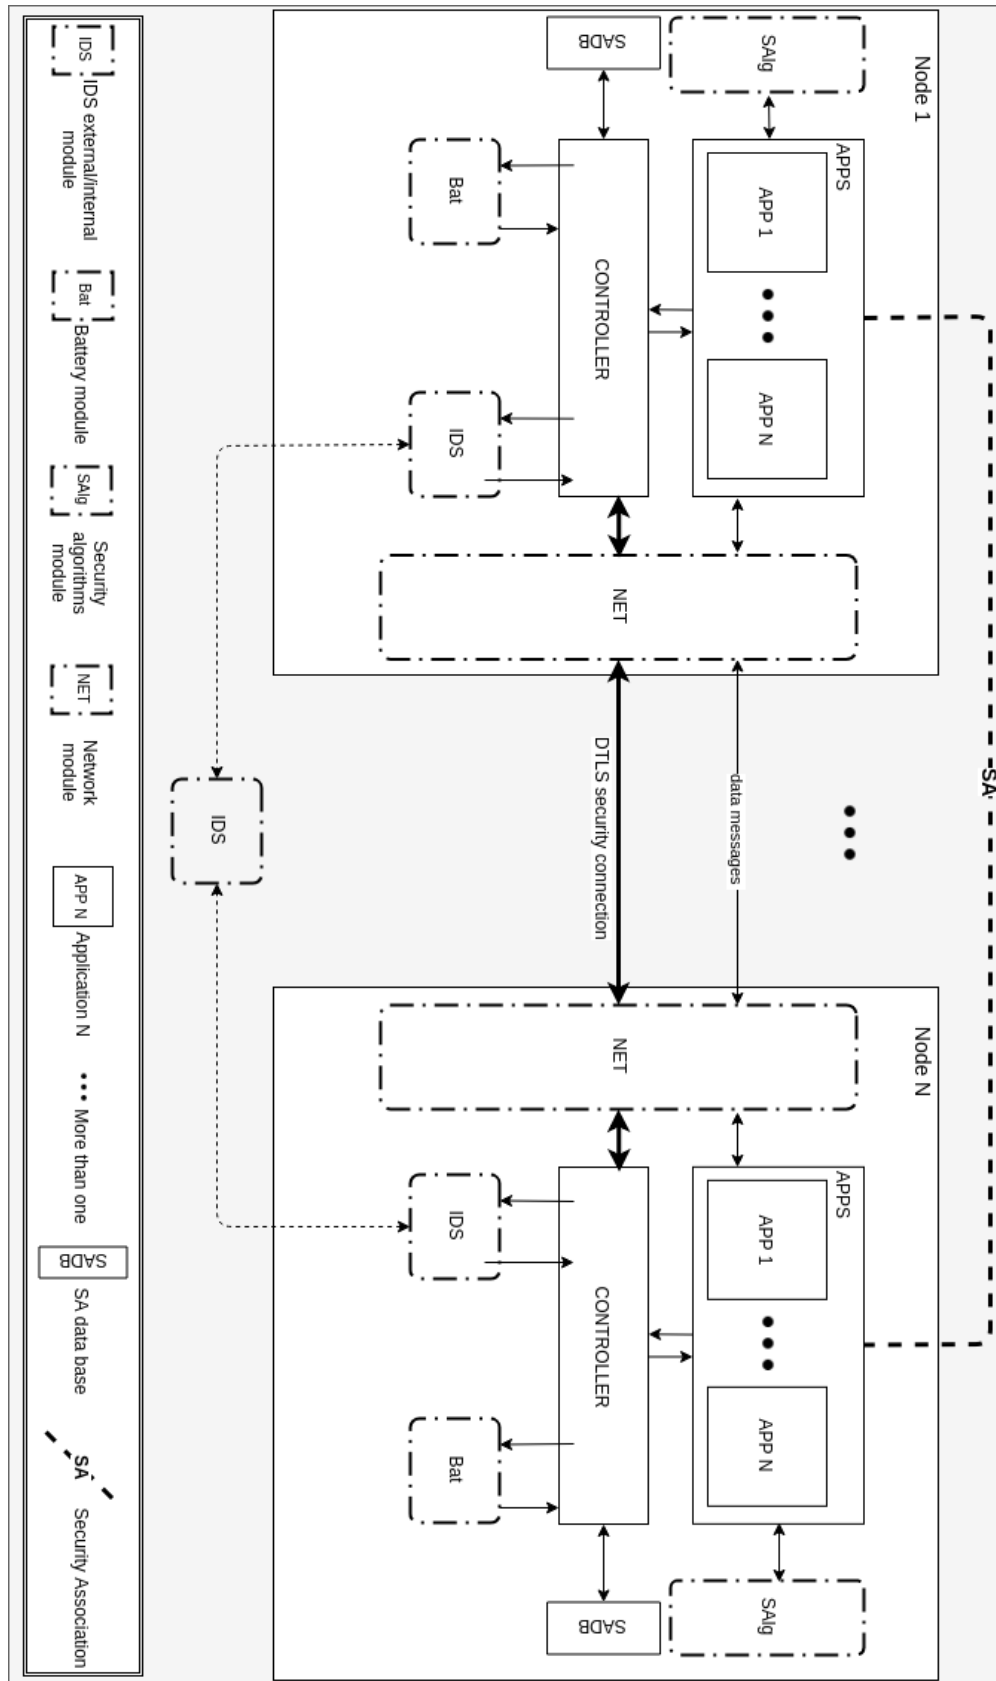 SA
Node 1
SAlg
APPS
APP 1
APP N
SADB
CONTROLLER
Bat
IDS
NET
data messages
DTLS security connection
Node N
NET
APPS
APP 1
APP N
SAlg
CONTROLLER
IDS
Bat
SADB
IDS
IDS
IDS external/internal
module
Bat
Battery module
SAlg
Security
algorithms
module
NET
Network
module
APP N
Application N
More than one
SADB
SA data base
SA
Security Association